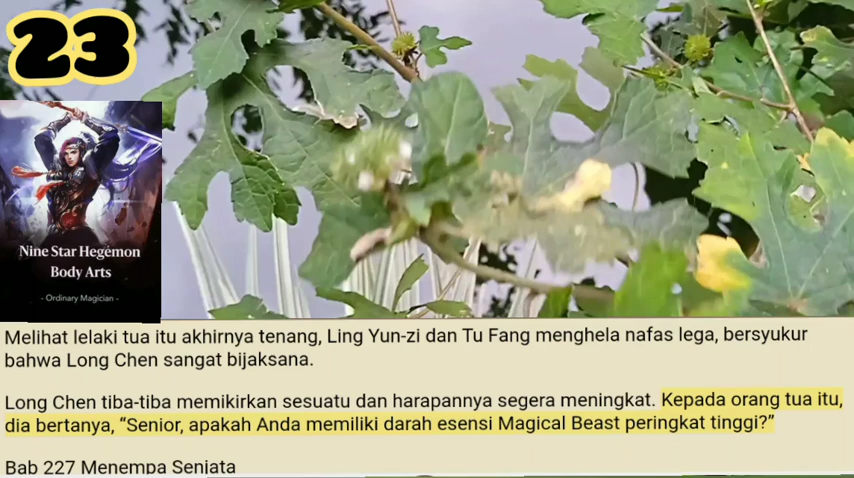 23
Nine Star Hegemon
Body Arts
- Ordinary Magician -
Melihat lelaki tua itu akhirnya tenang, Ling Yun-zi dan Tu Fang menghela nafas lega, bersyukur
bahwa Long Chen sangat bijaksana.
Long Chen tiba-tiba memikirkan sesuatu dan harapannya segera meningkat. Kepada orang tua itu,
dia bertanya, “Senior, apakah Anda memiliki darah esensi Magical Beast peringkat tinggi?”
Bab 227 Menempa Senjata